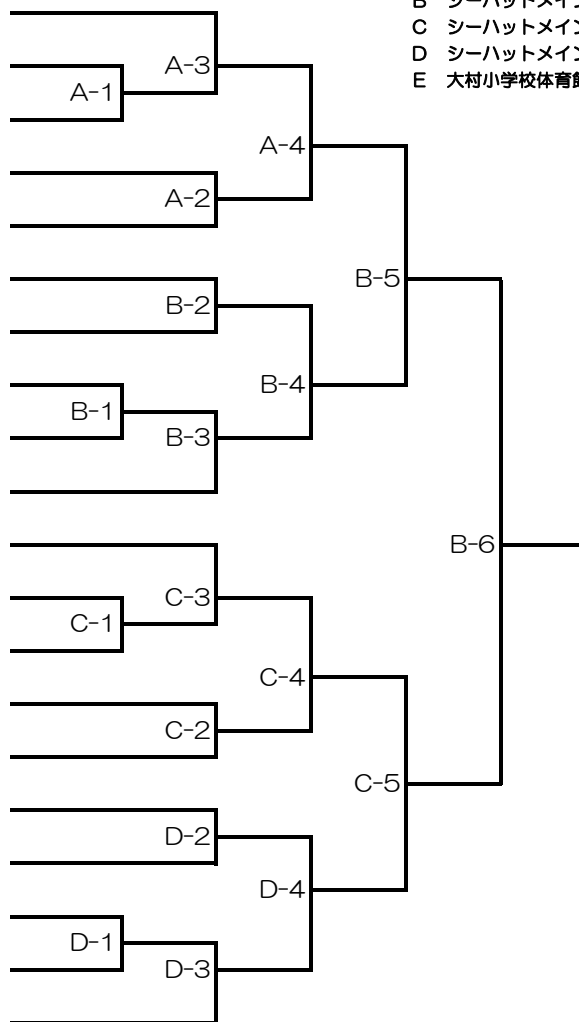 B シーハットメイン
C シーハットメイン
D シーハットメイン
E 大村小学校体育館
A-3
A-1
A-4
A-2
B-5
B-2
B-4
B-1
B-3
B-6
C-3
C-1
C-4
C-2
C-5
D-2
D-4
D-1
D-3